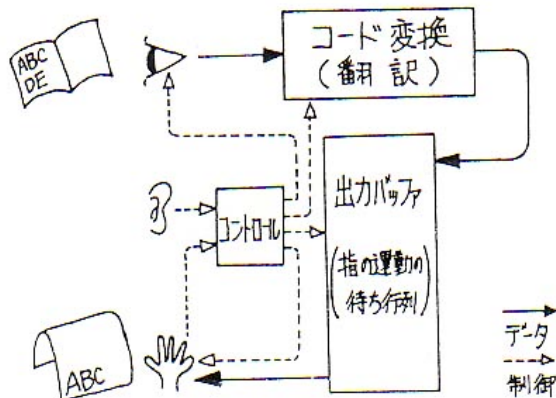 ABC
DE
コード変換
(翻訳)
コントロール
出力バッファ
(指の運動の
待ち行列)
ABC
データ
制御